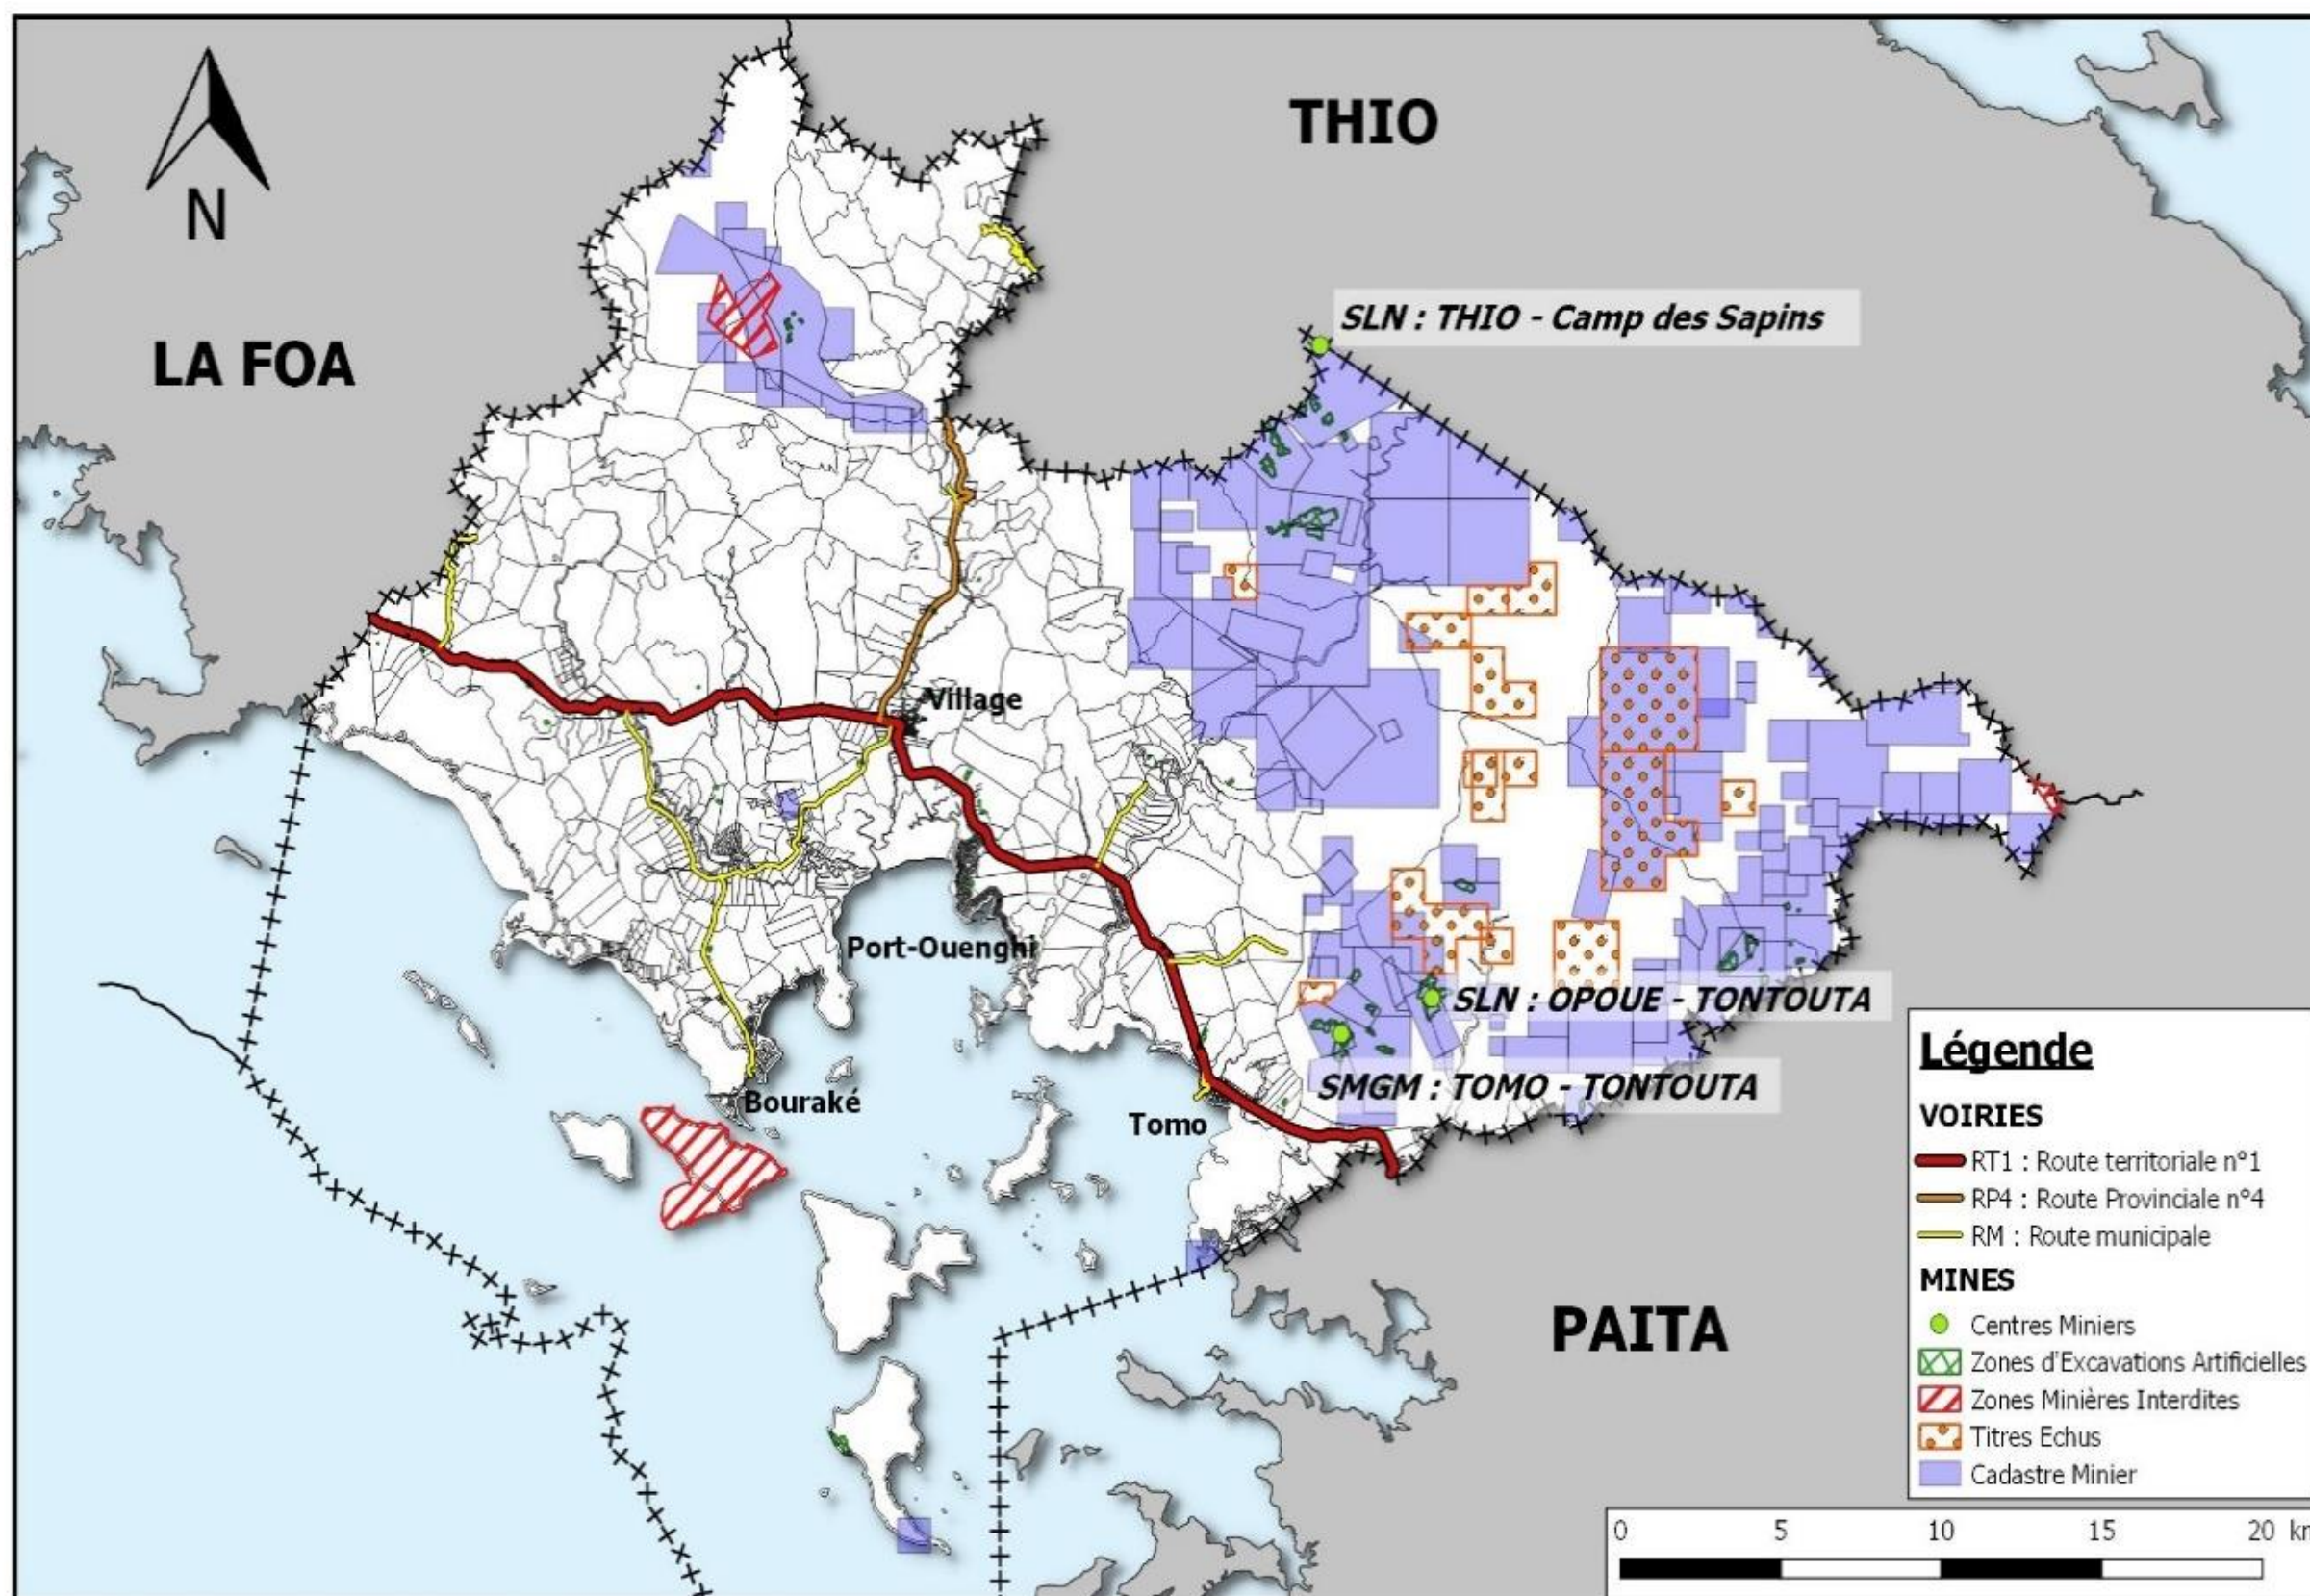 THIO
N
SLN : THIO - Camp des Sapins
LA FOA
Village
Port-Ouenghi
SLN : OPOUE - TONTOUTA
SMGM : TOMO - TONTOUTA
Bouraké
Tomo
PAITA
Légende
VOIRIES
RT1 : Route territoriale n°1
RP4 : Route Provinciale n°4
RM : Route municipale
MINES
Centres Miniers
Zones d'Excavations Artificielles
Zones Minières Interdites
Titres Echus
Cadastre Minier
0 5 10 15 20 km